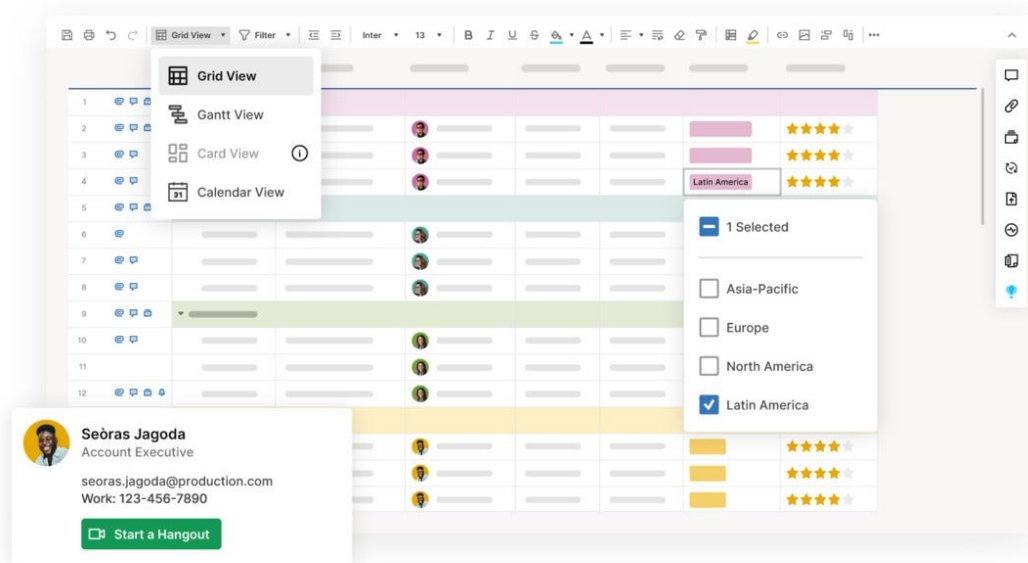 Grid View
Filter
Inter
13
B I U S A
Grid View
Gantt View
Card View
Calendar View
31
1
2
3
4
Latin America
5
6
7
8
9
10
11
12
1 Selected
Asia-Pacific
Europe
North America
Latin America
Seòras Jagoda
Account Executive
seoras.jagoda@production.com
Work: 123-456-7890
Start a Hangout